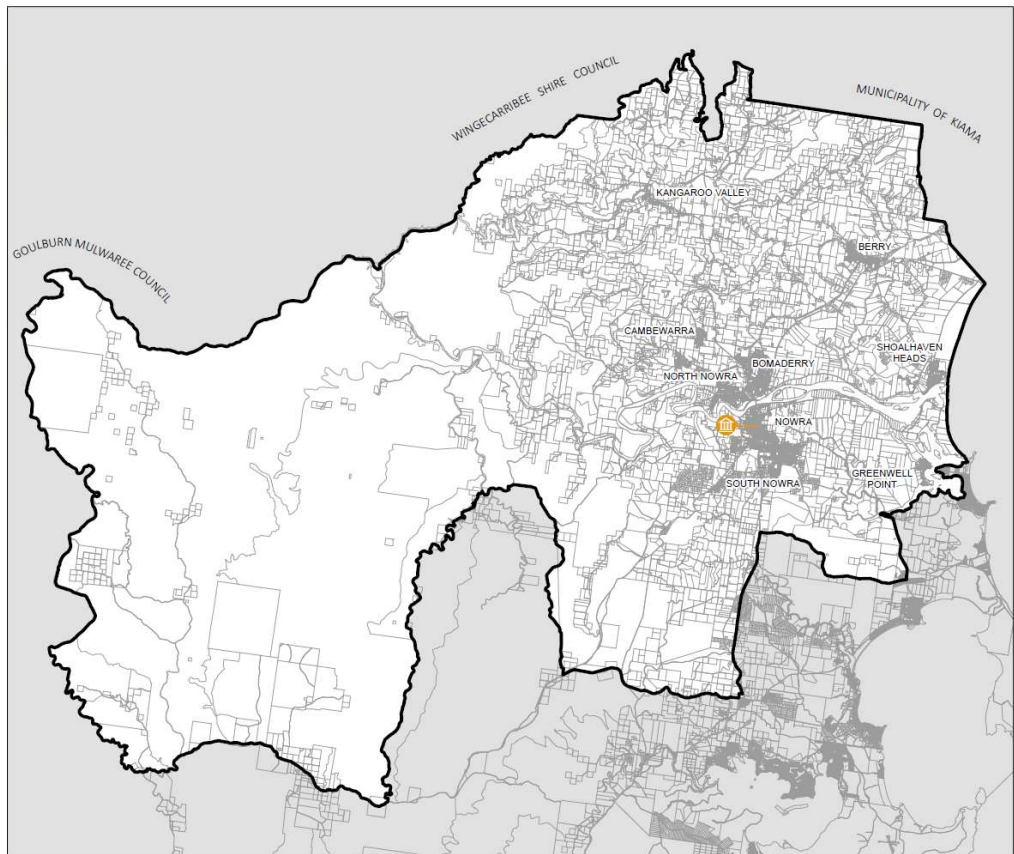 WINGECARRIBEE SHIRE COUNCIL
MUNICIPALITY OF KIAMA
KANGAROO VALLEY
GOULBURN MULWAREE COUNCIL
BERRY
CAMBEWARRA
SHOALHAVEN
HEADS
BOMADERRY
NORTH NOWRA
NOWRA
GREENWELL
POINT
SOUTH NOWRA